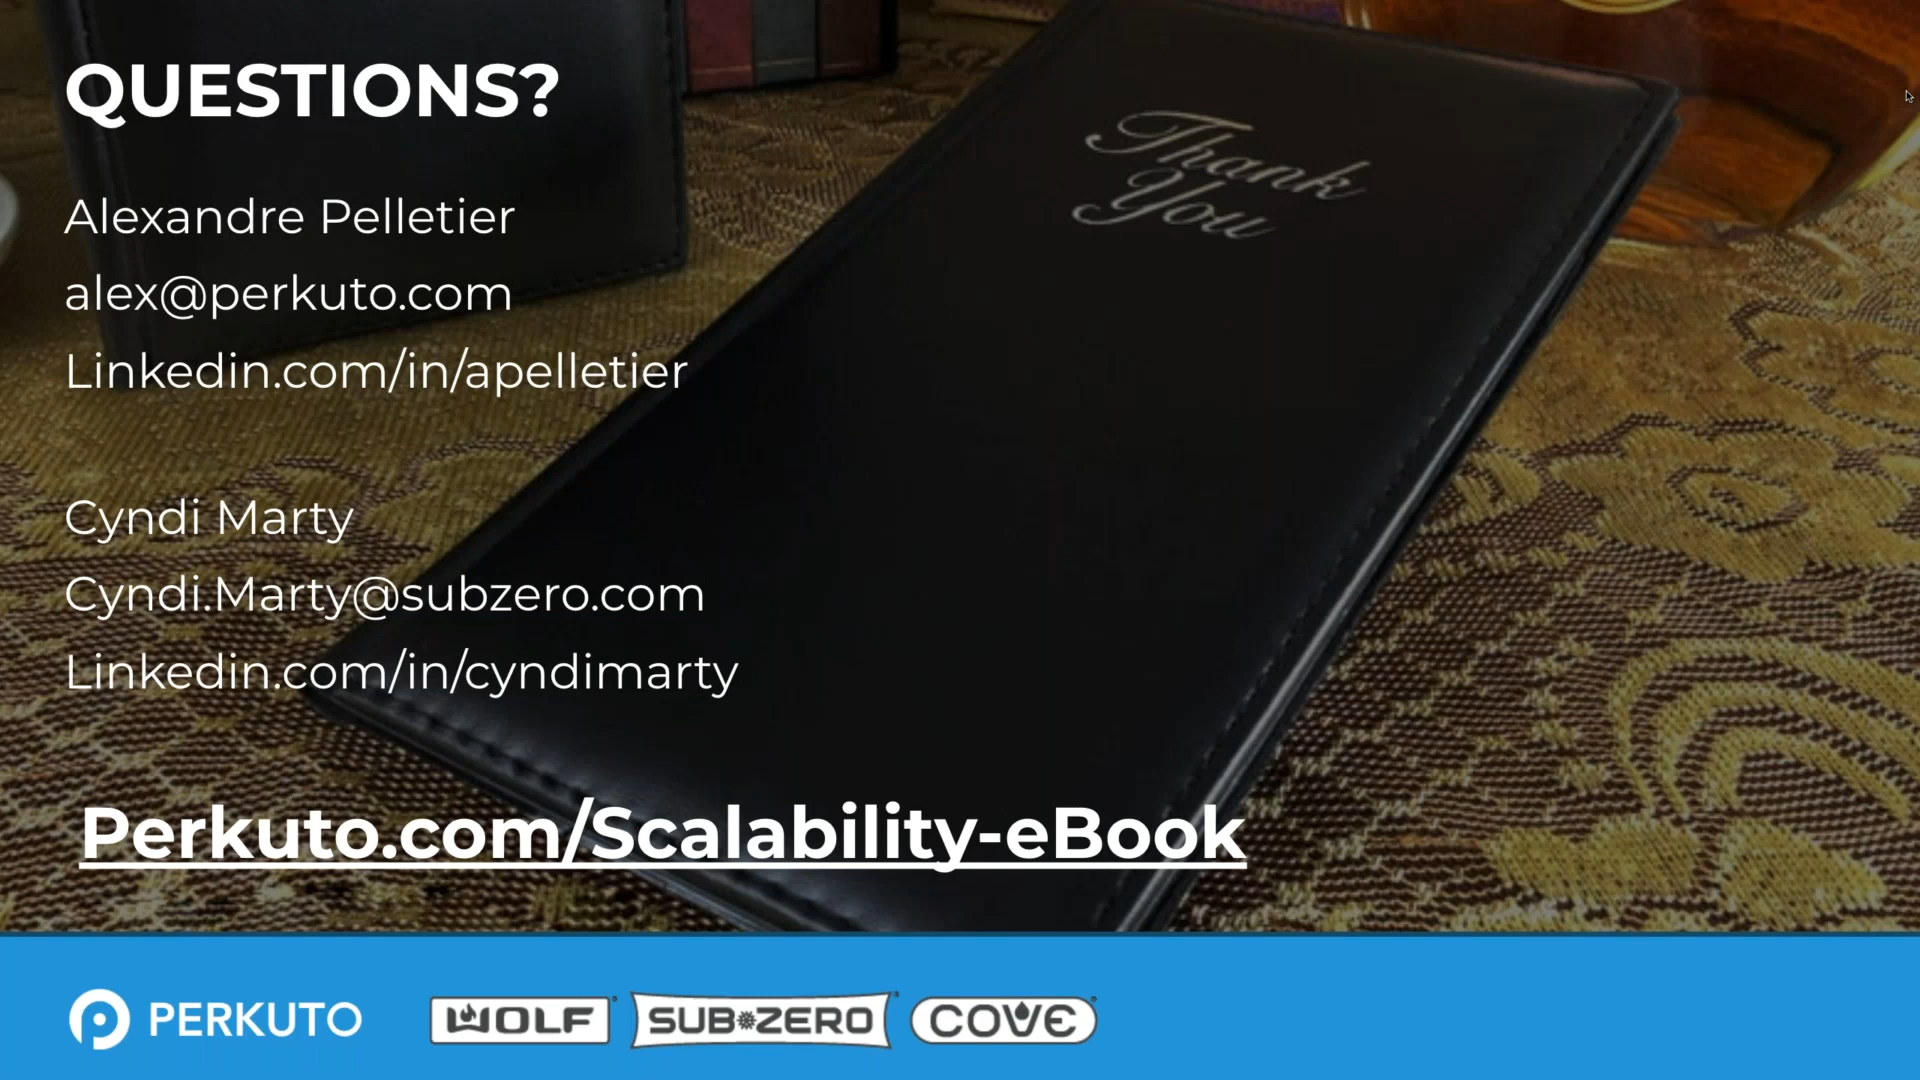 QUESTIONS?
Alexandre Pelletier
alex@perkuto.com
Linkedin.com/in/apelletier
Cyndi Marty
Cyndi.Marty@subzero.com
Linkedin.com/in/cyndimarty
Perkuto.com/Scalability-eBook
Thank
You
PERKUTO WOLF SUB ZERO COVE